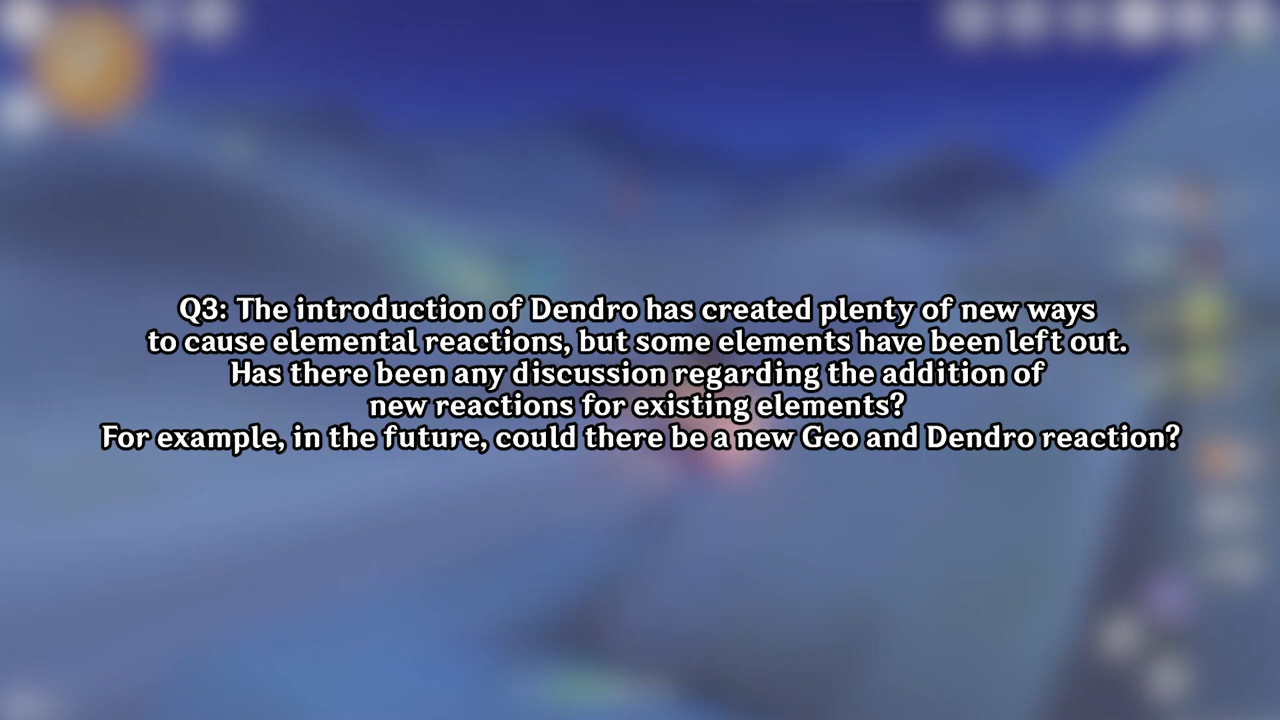 Q3: The introduction of Dendro has created plenty of new ways
to cause elemental reactions, but some elements have been left out.
Has there been any discussion regarding the addition of
new reactions for existing elements?
For example, in the future, could there be a new Geo and Dendro reaction?